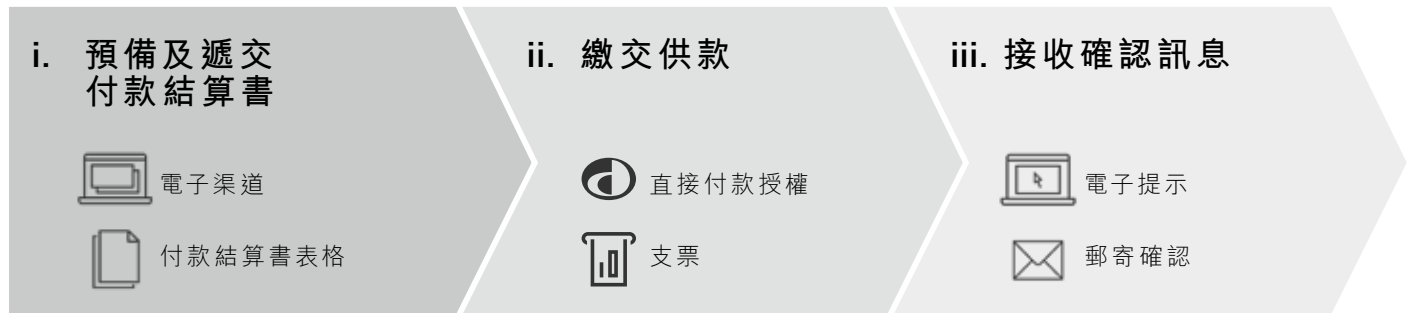 i. 預備及遞交
付款結算書
電子渠道
付款結算書表格
ii. 繳交供款
直接付款授權
支票
iii. 接收確認訊息
電子提示
郵寄確認